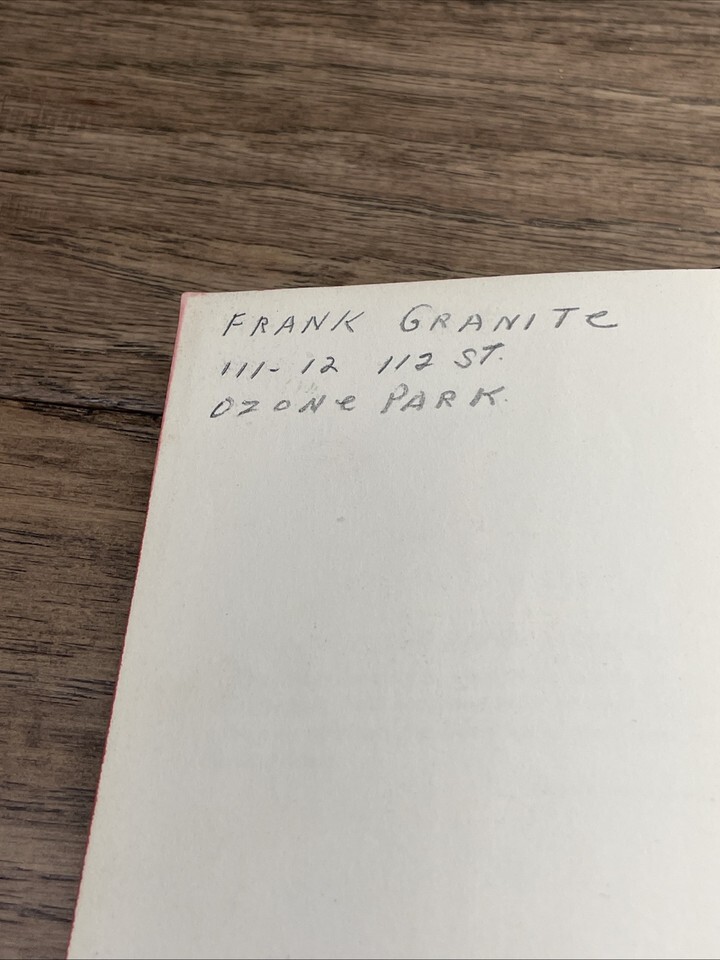 FRANK GRANITe
111-12 112 ST.
OZONe PARK.